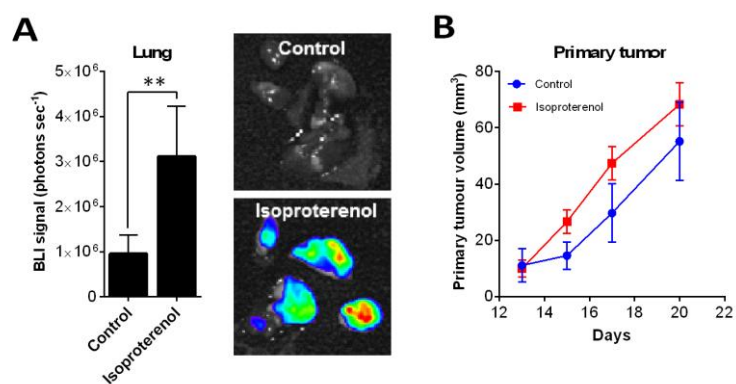 A
Lung
5×10⁶
4×10⁶
3×10⁶
2×10⁶
1×10⁶
0
BLI signal (photons sec⁻¹)
**
Control
Isoproterenol
Control
Isoproterenol
B
Primary tumor
80
60
40
20
0
Primary tumour volume (mm³)
Control
Isoproterenol
12 14 16 18 20 22
Days